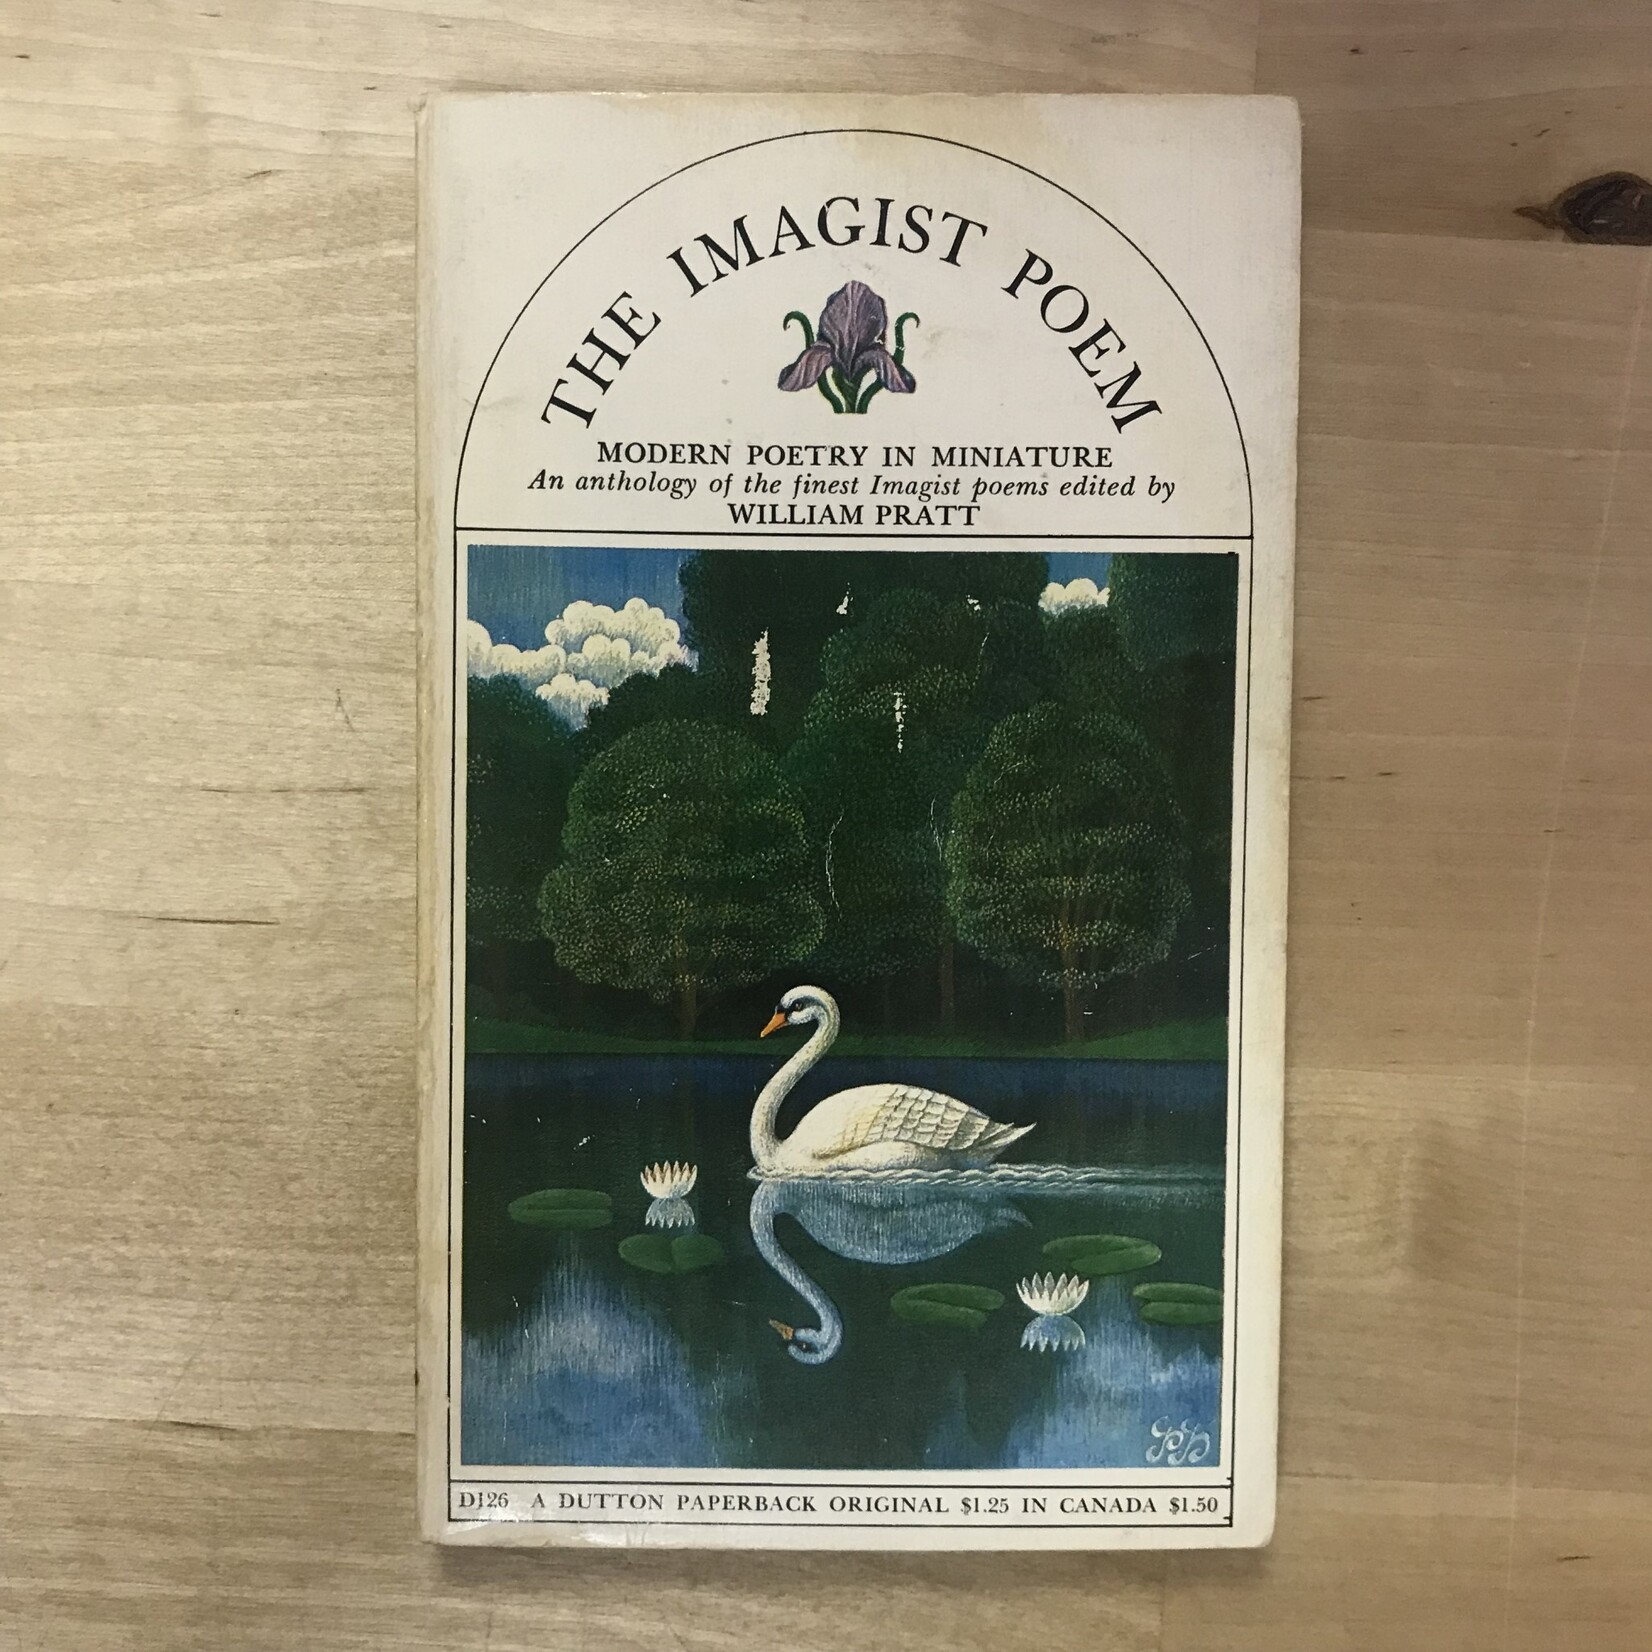 THE IMAGIST POEM
MODERN POETRY IN MINIATURE
An anthology of the finest Imagist poems edited by
WILLIAM PRATT
D126 A DUTTON PAPERBACK ORIGINAL $1.25 IN CANADA $1.50